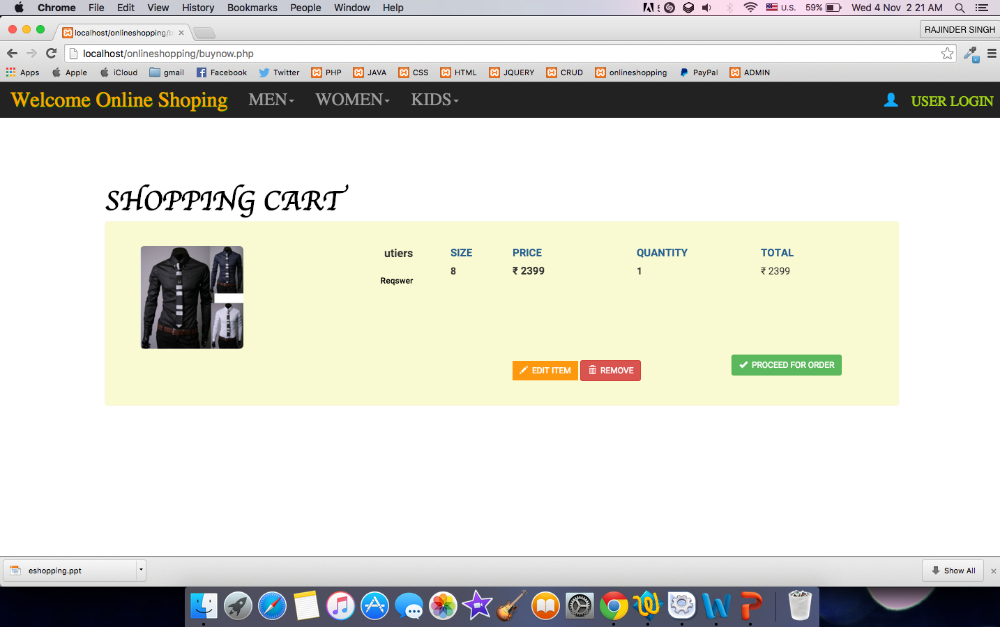 Chrome File Edit View History Bookmarks People Window Help U.S. 59% Wed 4 Nov 2 21 AM
localhost/onlineshopping/b RAJINDER SINGH
localhost/onlineshopping/buynow.php
Apps Apple iCloud gmail Facebook Twitter PHP JAVA CSS HTML JQUERY CRUD onlineshopping PayPal ADMIN
Welcome Online Shoping MEN WOMEN KIDS USER LOGIN
SHOPPING CART
utiers SIZE PRICE QUANTITY TOTAL
8 ₹ 2399 1 ₹ 2399
Reqswer
EDIT ITEM REMOVE PROCEED FOR ORDER
eshopping.ppt Show All